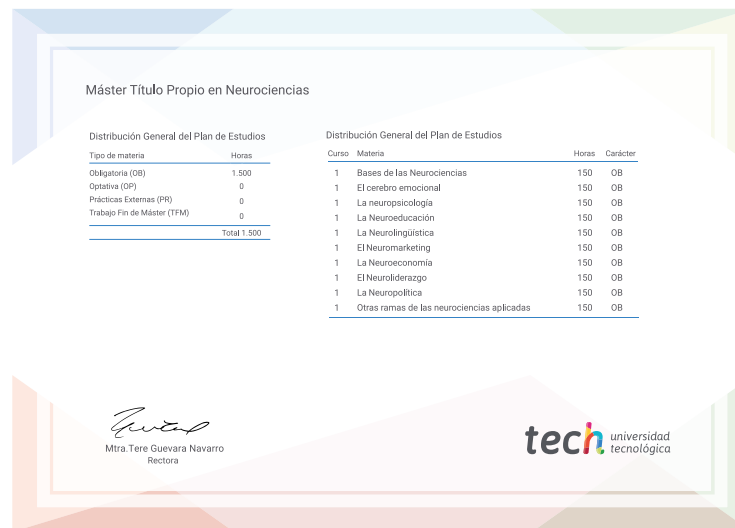 Máster Título Propio en Neurociencias
Distribución General del Plan de Estudios
Tipo de materia Horas
Obligatoria (OB) 1.500
Optativa (OP) 0
Prácticas Externas (PR) 0
Trabajo Fin de Máster (TFM) 0
Total 1.500
Distribución General del Plan de Estudios
Curso Materia Horas Carácter
1 Bases de las Neurociencias 150 OB
1 El cerebro emocional 150 OB
1 La neuropsicología 150 OB
1 La Neuroeducación 150 OB
1 La Neurolingüística 150 OB
1 El Neuromarketing 150 OB
1 La Neuroeconomía 150 OB
1 El Neuroliderazgo 150 OB
1 La Neuropolítica 150 OB
1 Otras ramas de las neurociencias aplicadas 150 OB
Mtra.Tere Guevara Navarro
Rectora
tech universidad
tecnológica